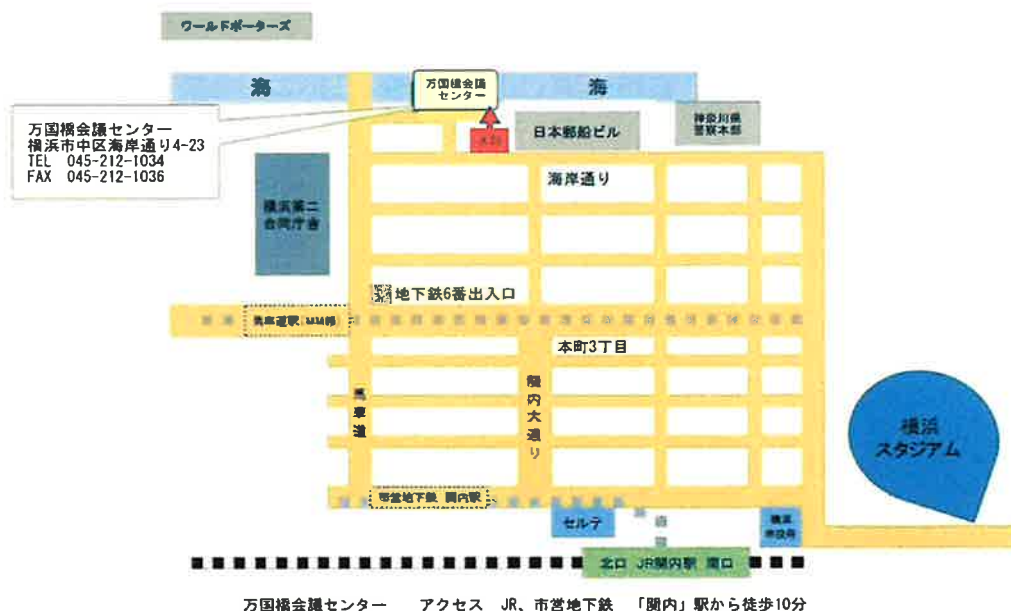 ワールドポーターズ
海
万国橋会議
センター
海
万国橋会議センター
横浜市中区海岸通り4-23
TEL 045-212-1034
FAX 045-212-1036
日本郵船ビル
神奈川県
警察本部
海岸通り
横浜第二
合同庁舎
地下鉄6番出入口
馬車道駅 MM線
本町3丁目
馬車道
関内大通り
横浜
スタジアム
市営地下鉄 関内駅
セルテ
横浜
市役所
北口 JR関内駅 南口
万国橋会議センター アクセス JR、市営地下鉄 「関内」駅から徒歩10分